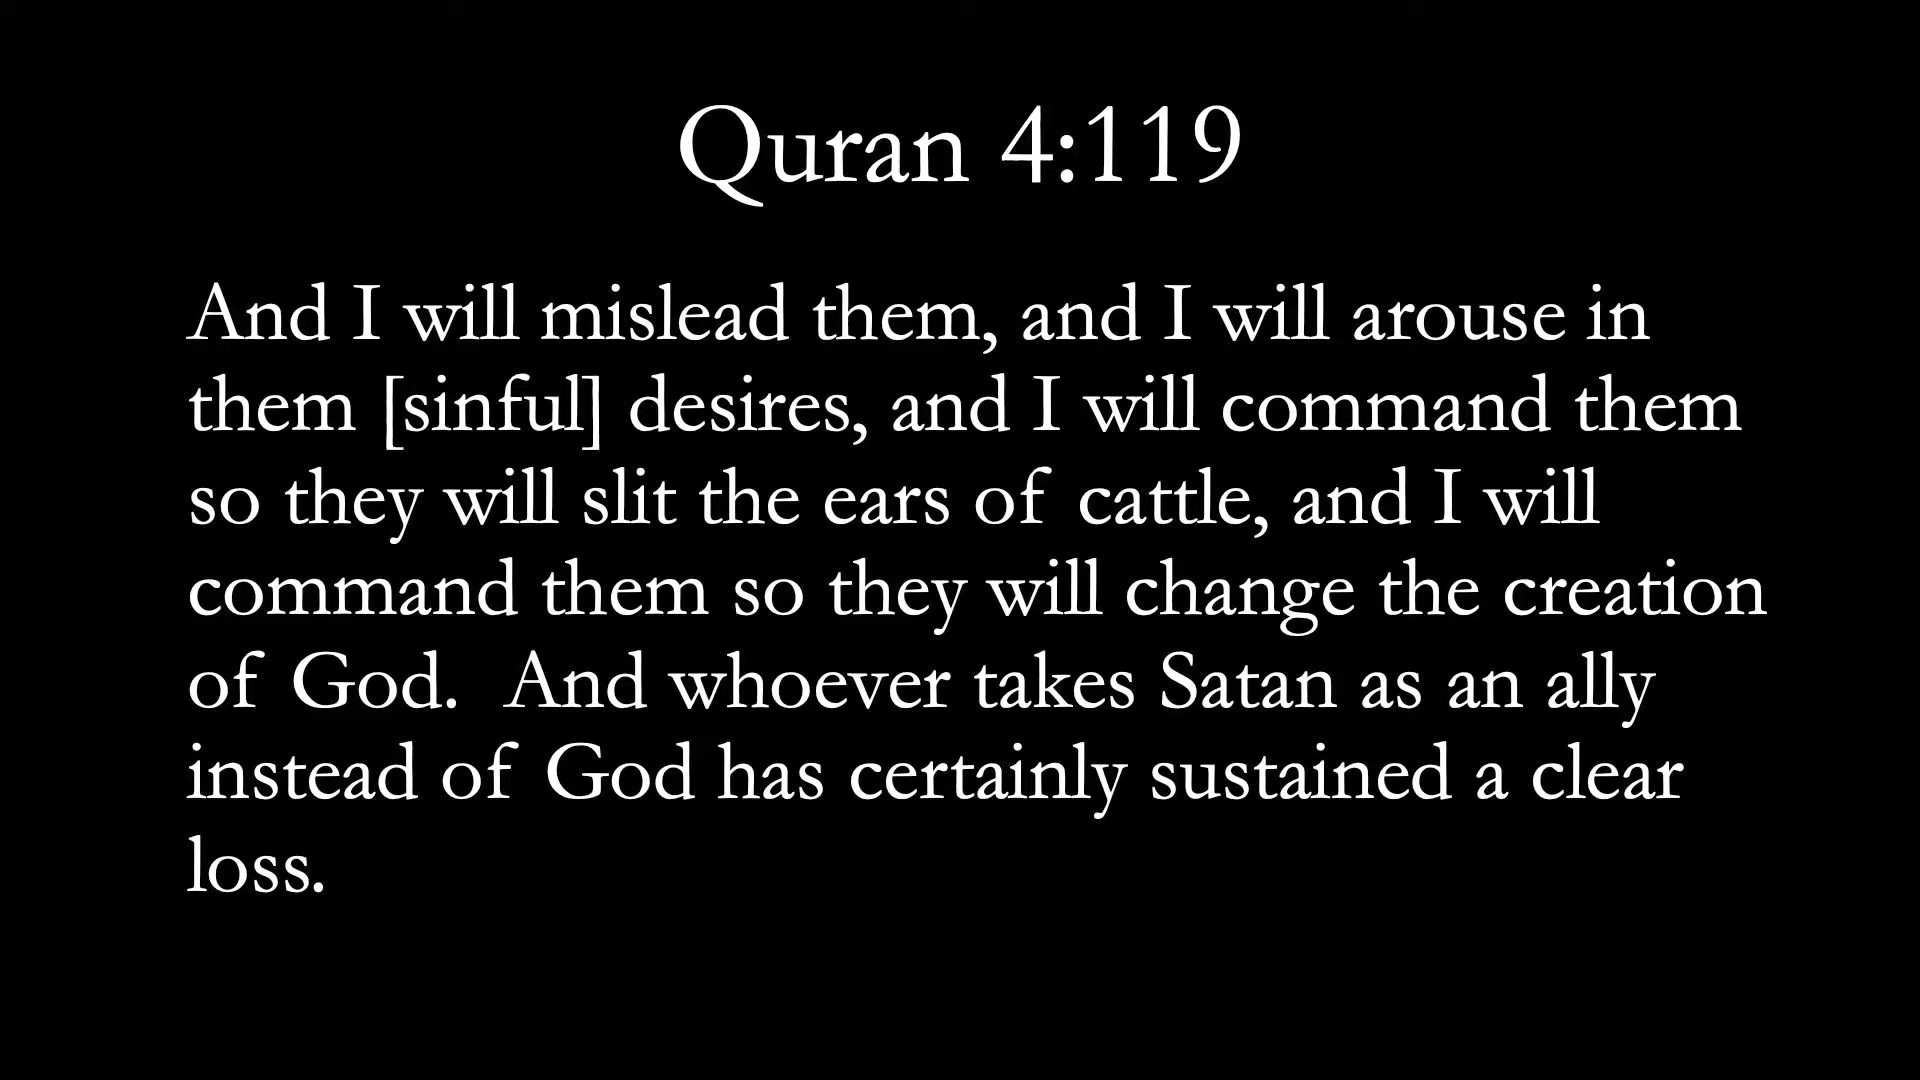 Quran 4:119
And I will mislead them, and I will arouse in
them [sinful] desires, and I will command them
so they will slit the ears of cattle, and I will
command them so they will change the creation
of God.  And whoever takes Satan as an ally
instead of God has certainly sustained a clear
loss.